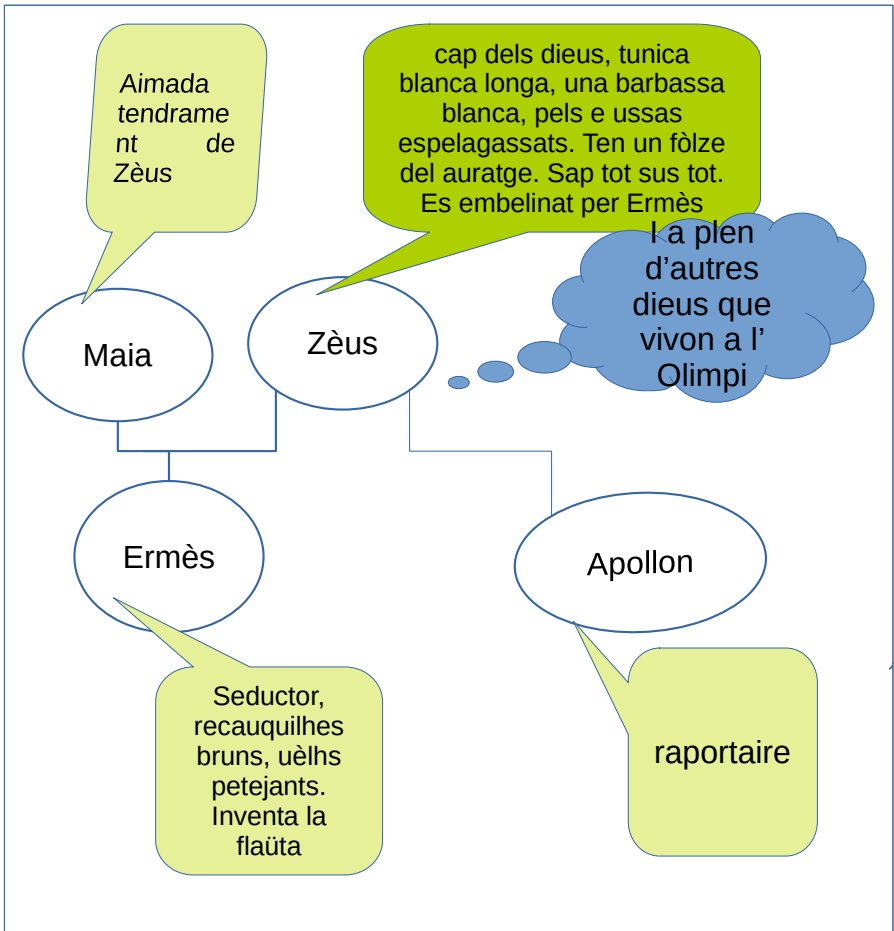 Aimada
tendrame
nt de
Zèus
cap dels dieus, tunica
blanca longa, una barbassa
blanca, pels e ussas
espelagassats. Ten un fòlze
del auratge. Sap tot sus tot.
Es embelinat per Ermès
I a plen
d’autres
dieus que
vivon a l’
Olimpi
Maia
Zèus
Ermès
Apollon
Seductor,
recauquilhes
bruns, uèlhs
petejants.
Inventa la
flaüta
raportaire